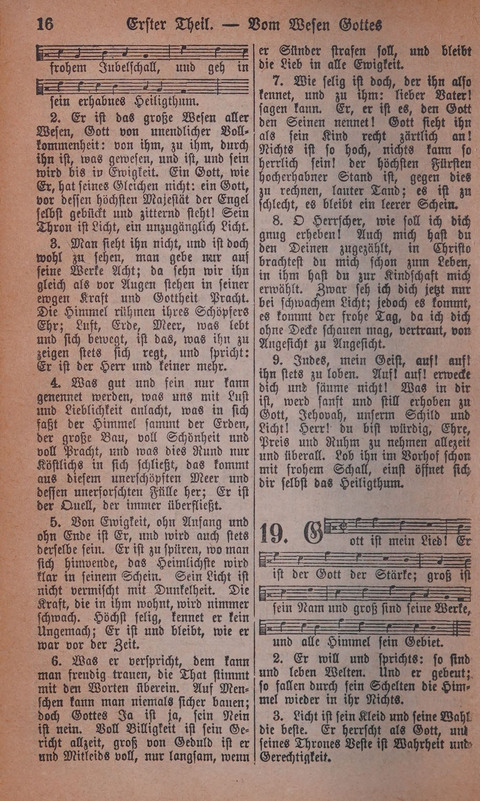 16 Erster Theil. — Vom Wesen Gottes
frohem Jubelschall, und geh in
sein erhabnes Heiligthum.
2. Er ist das große Wesen aller
Wesen, Gott von unendlicher Voll-
kommenheit: von ihm, zu ihm, durch
ihn ist, was gewesen, und ist, und sein
wird bis in Ewigkeit. Ein Gott, wie
Er, hat seines Gleichen nicht: ein Gott,
vor dessen höchsten Majestät der Engel
selbst gebückt und zitternd steht! Sein
Thron ist Licht, ein unzugänglich Licht.
3. Man sieht ihn nicht, und ist doch
wohl zu sehen, man gebe nur auf
seine Werke Acht; da sehn wir ihn
gleich als vor Augen stehen in seiner
ewgen Kraft und Gottheit Pracht.
Die Himmel rühmen ihres Schöpfers
Ehr; Luft, Erde, Meer, was lebt
und sich bewegt, ist das, was ihn zu
zeigen stets sich regt, und spricht:
Er ist der Herr und keiner mehr.
4. Was gut und fein nur kann
genennet werden, was uns mit Lust
und Lieblichkeit anlacht, was in sich
faßt der Himmel sammt der Erden,
der große Bau, voll Schönheit und
voll Pracht, und was dies Rund nur
Köstlichs in sich schließt, das kommt
aus diesem unerschöpften Meer und
dessen unerforschten Fülle her; Er ist
der Quell, der immer überfließt.
5. Von Ewigkeit, ohn Anfang und
ohn Ende ist Er, und wird auch stets
derselbe sein. Er ist zu spüren, wo man
sich hinwende, das Heimlichste wird
klar in seinem Schein. Sein Licht ist
nicht vermischt mit Dunkelheit. Die
Kraft, die in ihm wohnt, wird nimmer
schwach. Höchst selig, kennet er kein
Ungemach; Er ist und bleibt, wie er
war vor der Zeit.
6. Was er verspricht, dem kann
man freudig trauen, die That stimmt
mit den Worten überein. Auf Men-
schen kann man niemals sicher bauen;
doch Gottes Ja ist ja, sein Nein
ist nein. Voll Billigkeit ist sein Ge-
richt allzeit, groß von Geduld ist er
und Mitleids voll, nur langsam, wenn
er Sünder strafen soll, und bleibt
die Lieb in alle Ewigkeit.
7. Wie selig ist doch, der ihn also
kennet, und zu ihm: lieber Vater!
sagen kann. Er, er ist es, den Gott
den Seinen nennet! Gott sieht ihn
als sein Kind recht zärtlich an!
Nichts ist so hoch, nichts kann so
herrlich sein! der höchsten Fürsten
hocherhabner Stand ist, gegen dies
zu rechnen, lauter Tand; es ist zu
schlecht, es bleibt ein leerer Schein.
8. O Herrscher, wie soll ich dich
gnug erheben! Auch mich hast du
den Deinen zugezählt, in Christo
brachtest du mich schon zum Leben,
in ihm hast du zur Kindschaft mich
erwählt. Zwar seh ich dich jetzt nur
bei schwachem Licht; jedoch es kommt,
es kommt der frohe Tag, da ich dich
ohne Decke schauen mag, vertraut, von
Angesicht zu Angesicht.
9. Indes, mein Geist, auf! auf!
ihn stets zu loben. Auf! auf! erwecke
dich und säume nicht! Was in dir
ist, werd sanft und still erhoben zu
Gott, Jehovah, unserm Schild und
Licht! Herr! du bist würdig, Ehre,
Preis und Ruhm zu nehmen allezeit
und überall. Lob ihn im Vorhof schon
mit frohem Schall, einst öffnet sich
dir selbst das Heiligthum.
19. Gott ist mein Lied! Er
ist der Gott der Stärke; groß ist
sein Nam und groß sind seine Werke,
und alle Himmel sein Gebiet.
2. Er will und sprichts: so sind
und leben Welten. Und er gebeut;
so fallen durch sein Schelten die Him-
mel wieder in ihr Nichts.
3. Licht ist sein Kleid und seine Wahl
die beste. Er herrscht als Gott, und
seines Thrones Veste ist Wahrheit und
Gerechtigkeit.